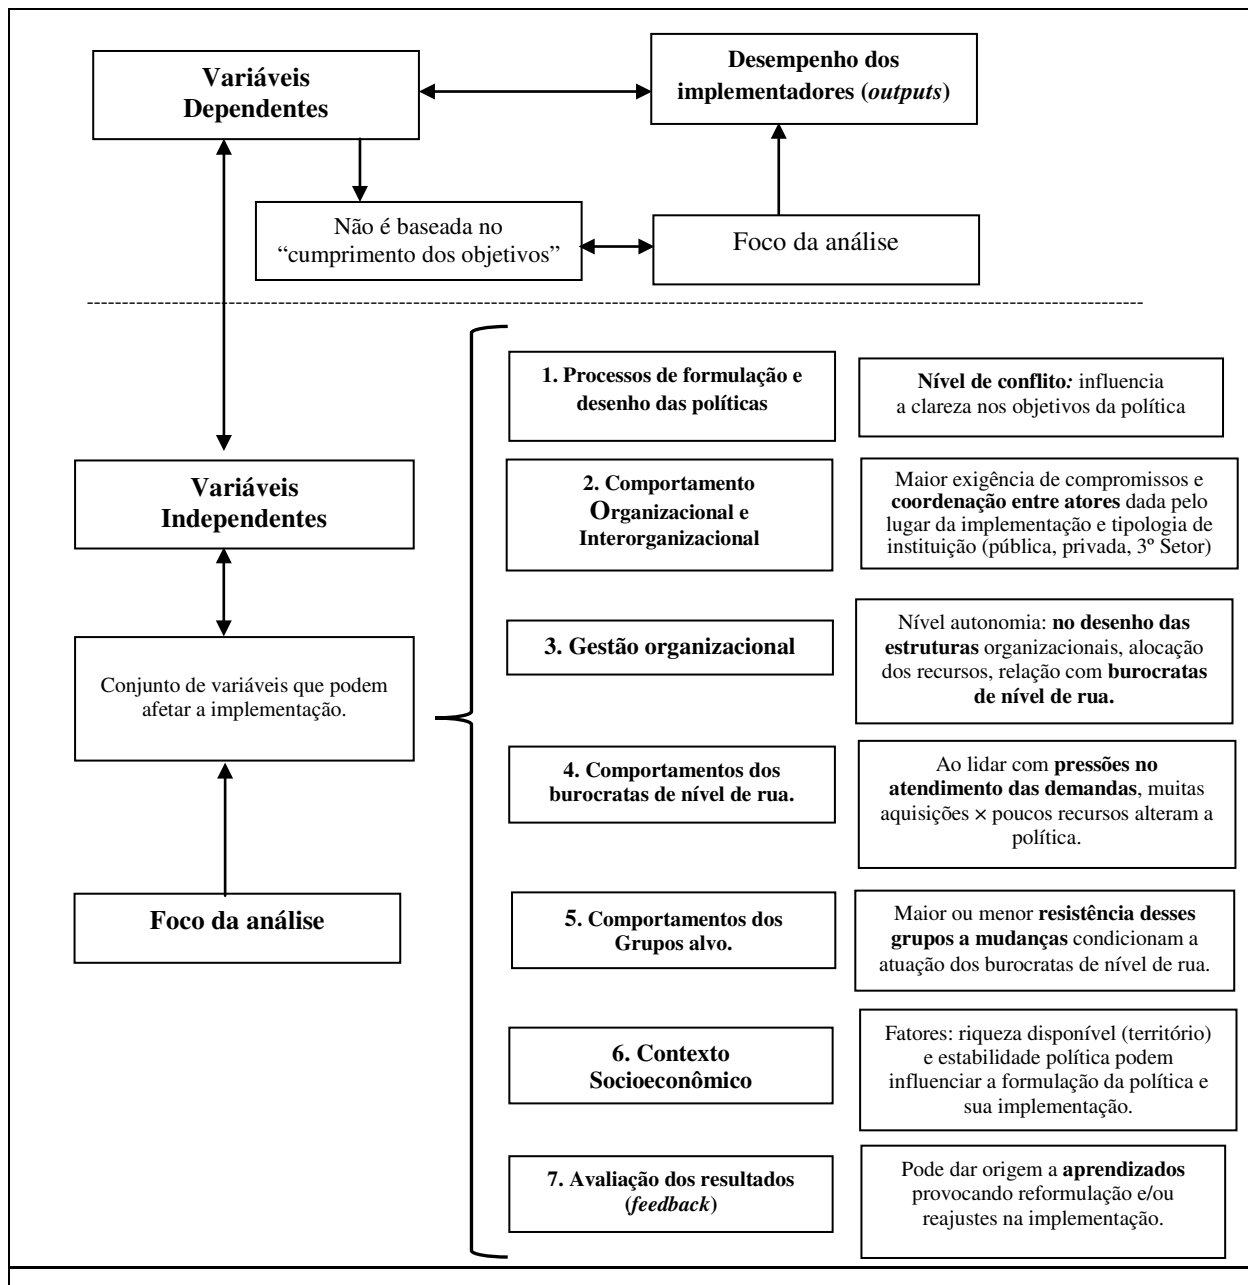 Variáveis
Dependentes
Desempenho dos
implementadores (outputs)
Não é baseada no
“cumprimento dos objetivos”
Foco da análise
Variáveis
Independentes
Conjunto de variáveis que podem
afetar a implementação.
Foco da análise
1. Processos de formulação e
desenho das políticas
Nível de conflito: influencia
a clareza nos objetivos da política
2. Comportamento
Organizacional e
Interorganizacional
Maior exigência de compromissos e
coordenação entre atores dada pelo
lugar da implementação e tipologia de
instituição (pública, privada, 3º Setor)
3. Gestão organizacional
Nível autonomia: no desenho das
estruturas organizacionais, alocação
dos recursos, relação com burocratas
de nível de rua.
4. Comportamentos dos
burocratas de nível de rua.
Ao lidar com pressões no
atendimento das demandas, muitas
aquisições × poucos recursos alteram a
política.
5. Comportamentos dos
Grupos alvo.
Maior ou menor resistência desses
grupos a mudanças condicionam a
atuação dos burocratas de nível de rua.
6. Contexto
Socioeconômico
Fatores: riqueza disponível (território)
e estabilidade política podem
influenciar a formulação da política e
sua implementação.
7. Avaliação dos resultados
(feedback)
Pode dar origem a aprendizados
provocando reformulação e/ou
reajustes na implementação.